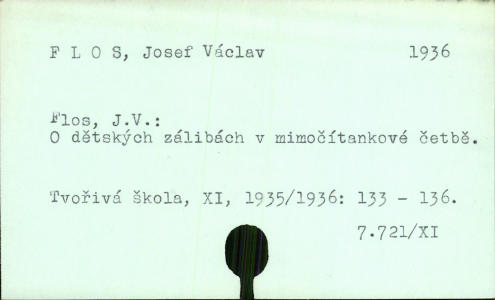 F L O S, Josef Václav 1936
Flos, J.V.:
O dětských zálibách v mimočítankové četbě.
Tvořivá škola, XI, 1935/1936: 133 - 136.
7.721/XI